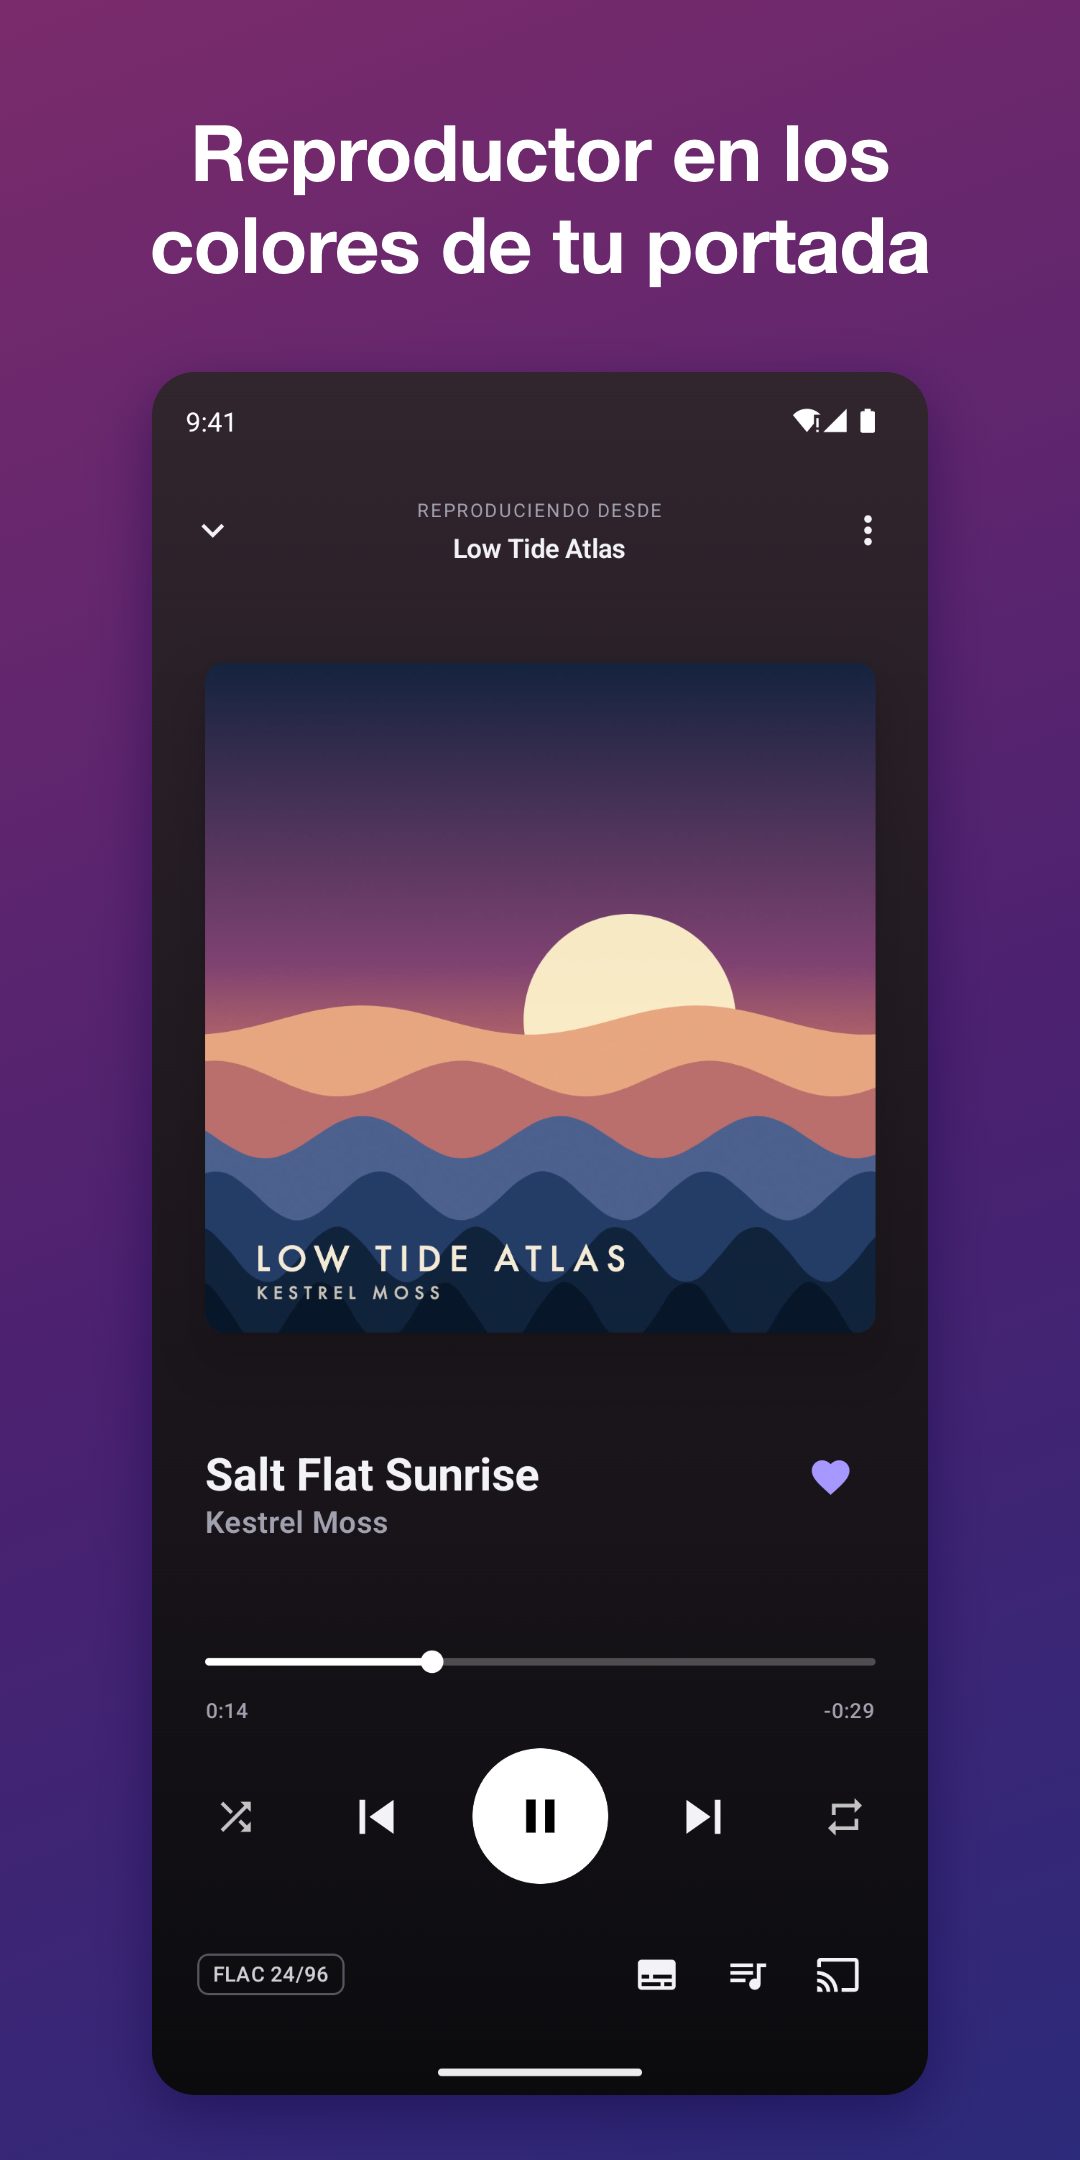 Reproductor en los
colores de tu portada
9:41
REPRODUCIENDO DESDE
Low Tide Atlas
LOW TIDE ATLAS
KESTREL MOSS
Salt Flat Sunrise
Kestrel Moss
0:14
-0:29
FLAC 24/96